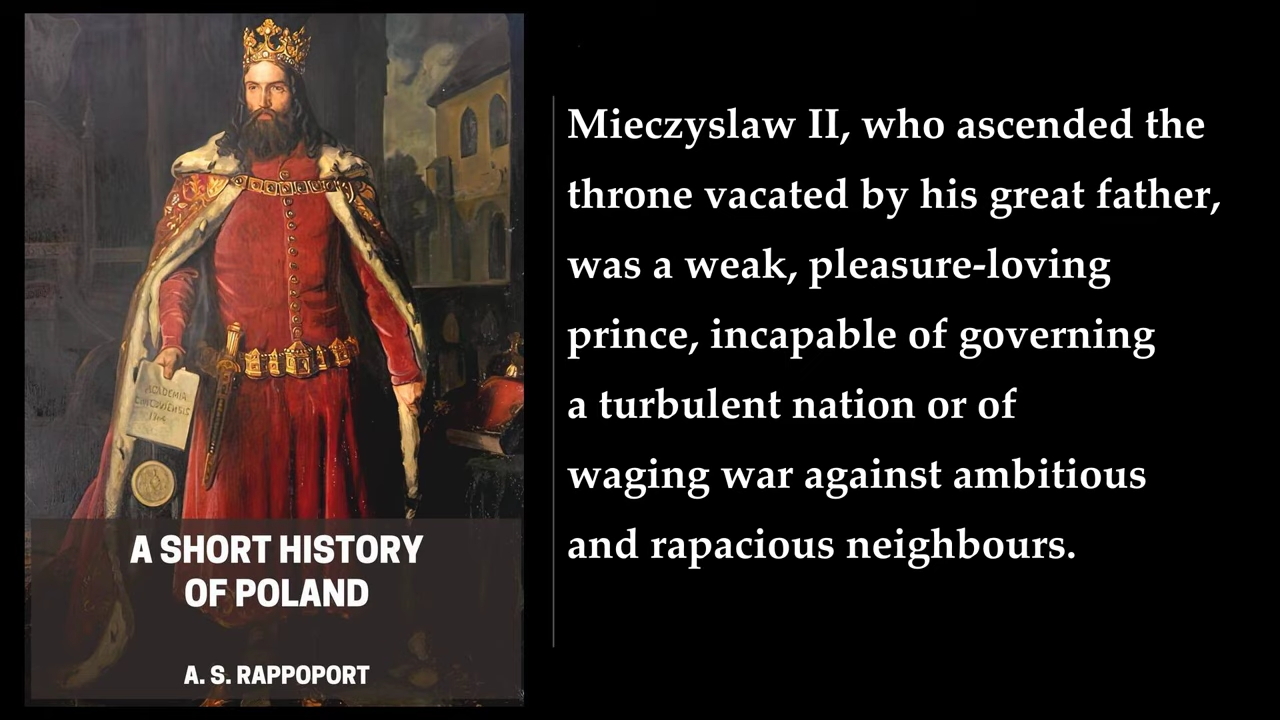 ACADEMIA
A SHORT HISTORY
OF POLAND
A. S. RAPPOPORT
Mieczyslaw II, who ascended the
throne vacated by his great father,
was a weak, pleasure-loving
prince, incapable of governing
a turbulent nation or of
waging war against ambitious
and rapacious neighbours.